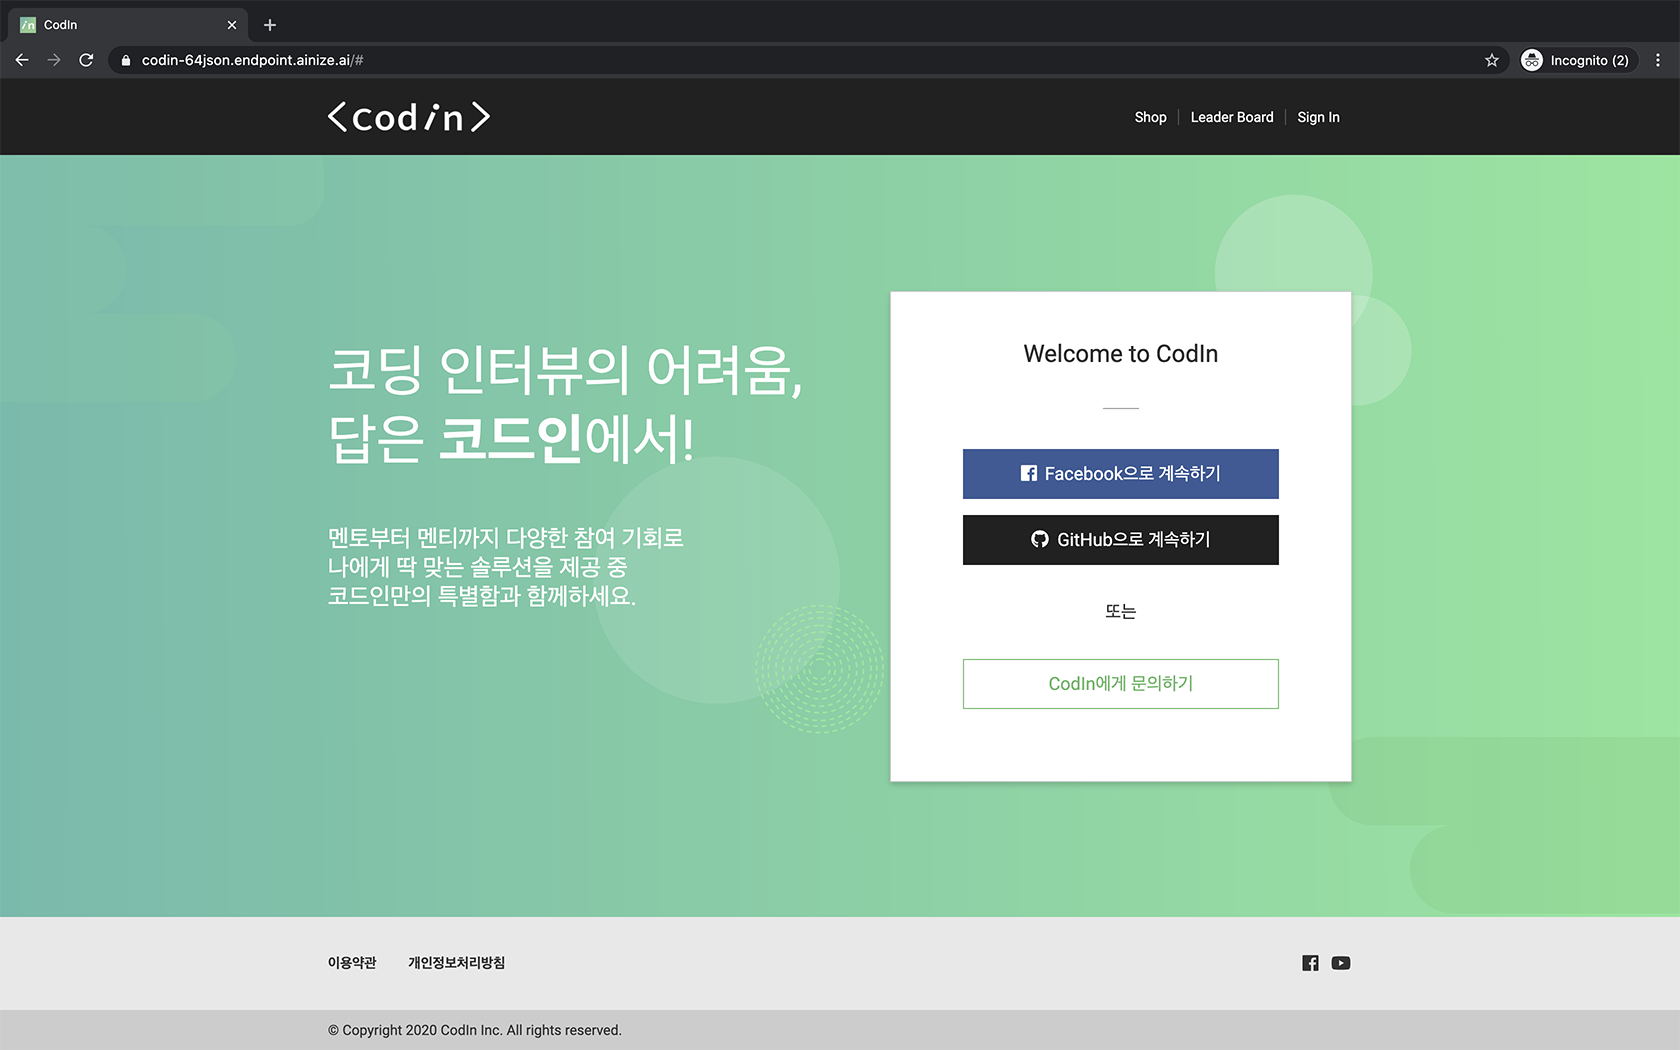 in CodIn
codin-64json.endpoint.ainize.ai/#
Incognito (2)
<codin>
Shop
Leader Board
Sign In
코딩 인터뷰의 어려움,
답은 코드인에서!
멘토부터 멘티까지 다양한 참여 기회로
나에게 딱 맞는 솔루션을 제공 중
코드인만의 특별함과 함께하세요.
Welcome to CodIn
Facebook으로 계속하기
GitHub으로 계속하기
또는
CodIn에게 문의하기
이용약관
개인정보처리방침
© Copyright 2020 CodIn Inc. All rights reserved.